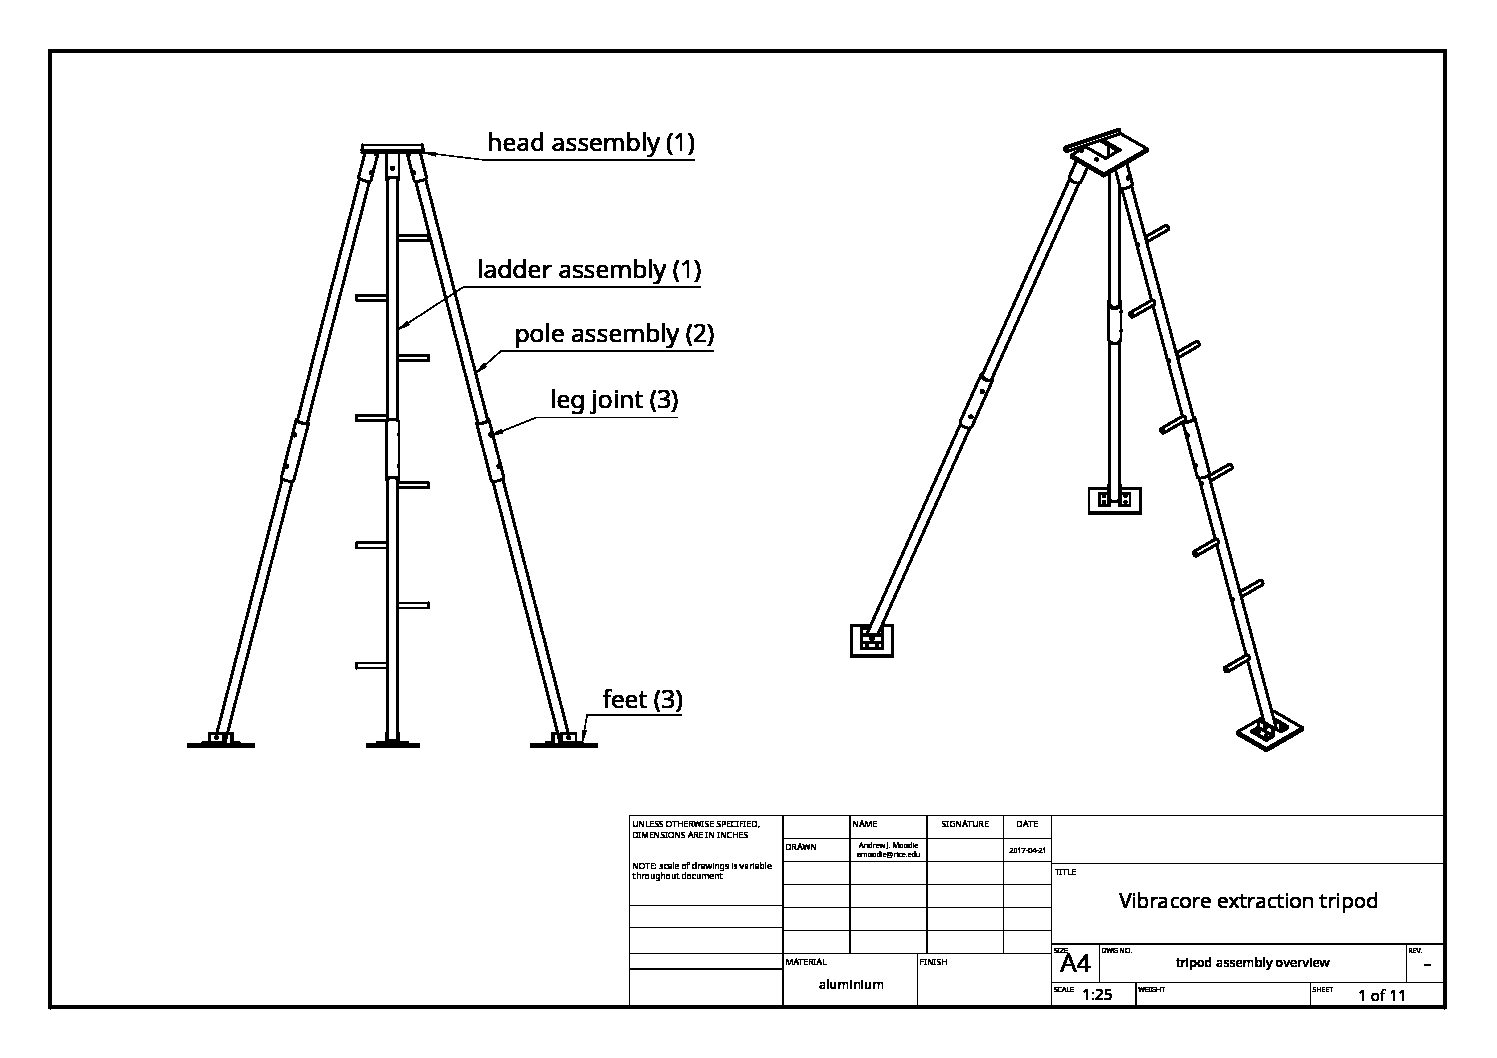 head assembly (1)
ladder assembly (1)
pole assembly (2)
leg joint (3)
feet (3)
UNLESS OTHERWISE SPECIFIED,
DIMENSIONS ARE IN INCHES
NOTE: scale of drawings is variable
throughout document
NAME
SIGNATURE
DATE
DRAWN
Andrew J. Moodie
amoodie@rice.edu
2017-04-21
MATERIAL
aluminium
FINISH
TITLE
Vibracore extraction tripod
SIZE
A4
DWG NO.
tripod assembly overview
REV.
–
SCALE
1:25
WEIGHT
SHEET
1 of 11